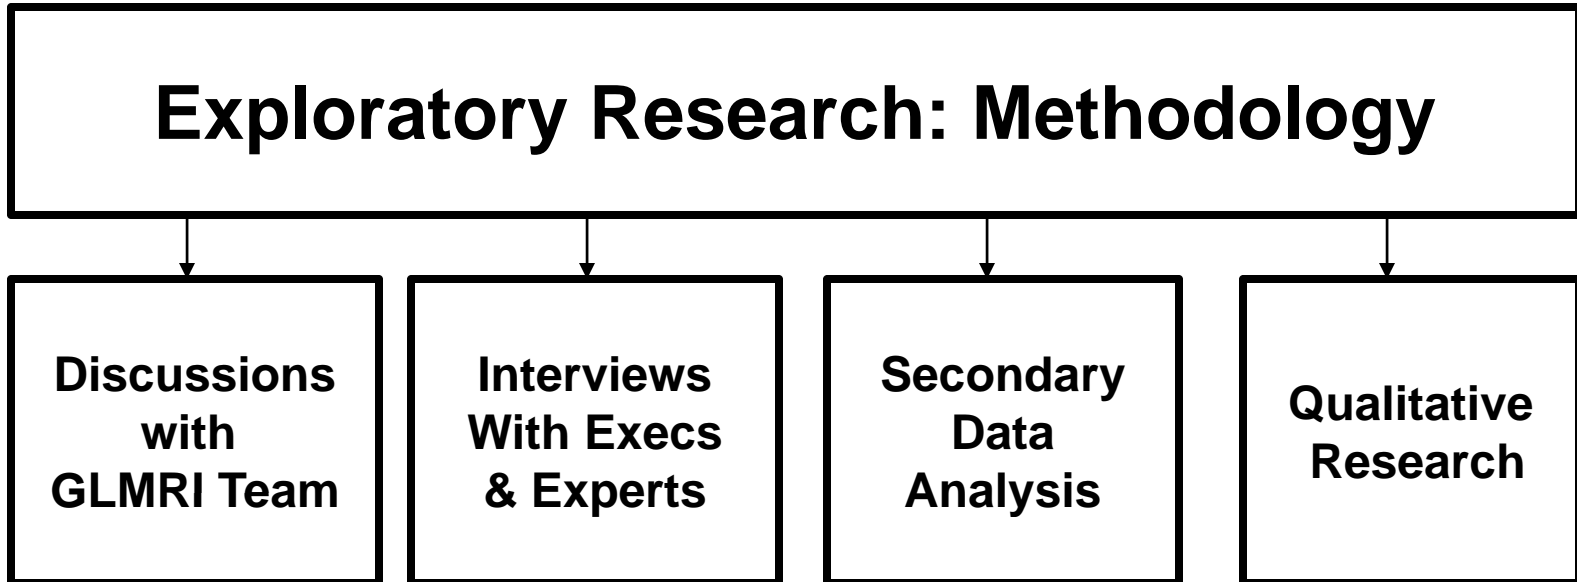 Exploratory Research: Methodology
Discussions
with
GLMRI Team
Interviews
With Execs
& Experts
Secondary
Data
Analysis
Qualitative
Research